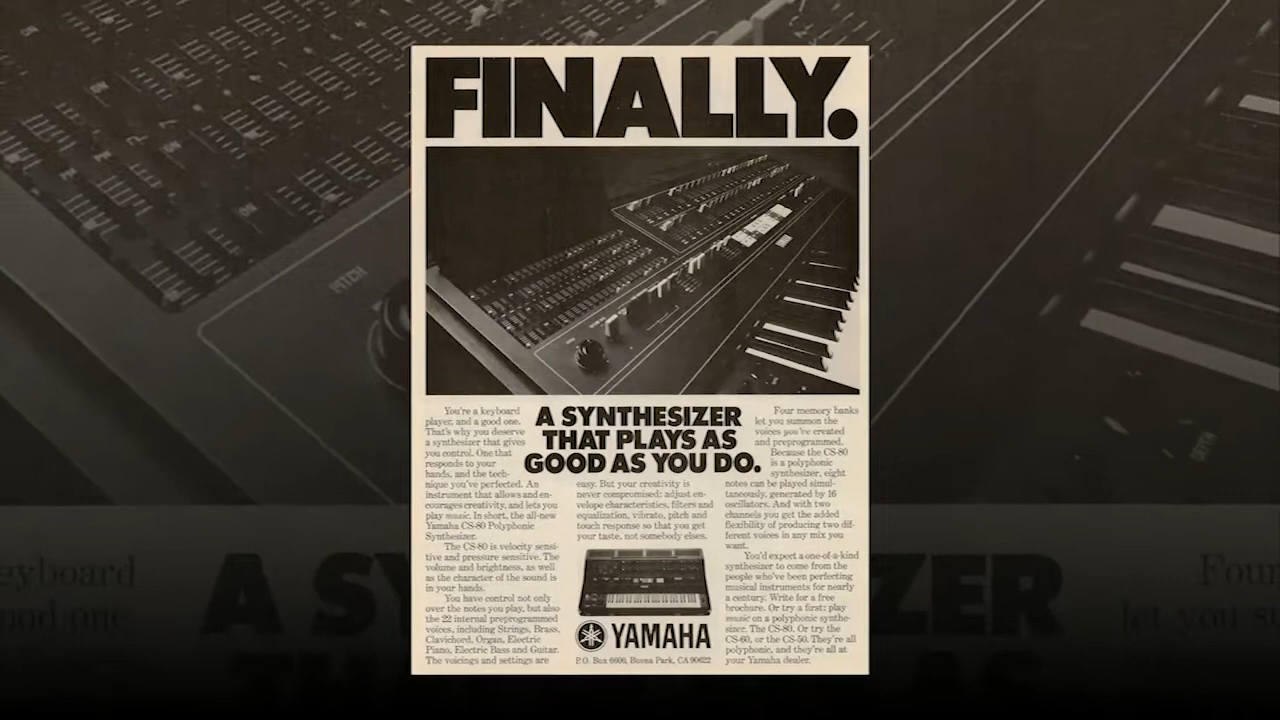 FINALLY.
A SYNTHESIZER
THAT PLAYS AS
GOOD AS YOU DO.
You're a keyboard
player, and a good one.
That's why you deserve
a synthesizer that gives
you control. One that
responds to your
hands, and the tech-
nique you've perfected. An
instrument that allows and en-
courages creativity, and lets you
play music. In short, the all-new
Yamaha CS-80 Polyphonic
Synthesizer.
The CS-80 is velocity sensi-
tive and pressure sensitive. The
volume and brightness, as well
as the character of the sound is
in your hands.
You have control not only
over the notes you play, but also
the 22 internal preprogrammed
voices, including Strings, Brass,
Clavichord, Organ, Electric
Piano, Electric Bass and Guitar.
The voicings and settings are
easy. But your creativity is
never compromised: adjust en-
velope characteristics, filters and
equalization, vibrato, pitch and
touch response so that you get
your taste, not somebody elses.
YAMAHA
P.O. Box 6600, Buena Park, CA 90622
Four memory banks
let you summon the
voices you've created
and preprogrammed.
Because the CS-80
is a polyphonic
synthesizer, eight
notes can be played simul-
taneously, generated by 16
oscillators. And with two
channels you get the added
flexibility of producing two dif-
ferent voices in any mix you
want.
You'd expect a one-of-a-kind
synthesizer to come from the
people who've been perfecting
musical instruments for nearly
a century. Write for a free
brochure. Or try a first: play
music on a polyphonic synthe-
sizer. The CS-80. Or try the
CS-60, or the CS-50. They're all
polyphonic, and they're all at
your Yamaha dealer.
PITCH